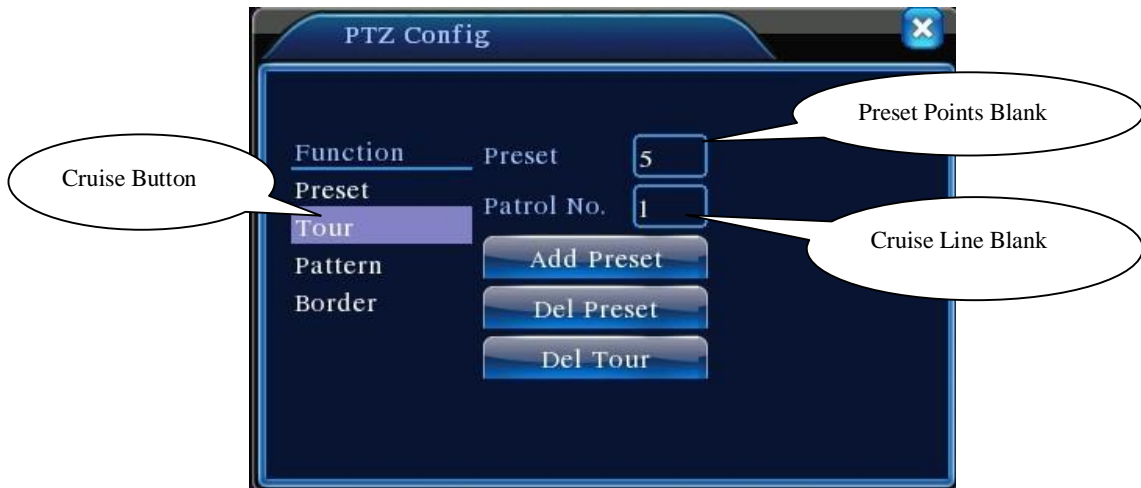 PTZ Config
Preset Points Blank
Cruise Button
Function
Preset 5
Preset
Patrol No. 1
Tour
Cruise Line Blank
Add Preset
Pattern
Border
Del Preset
Del Tour